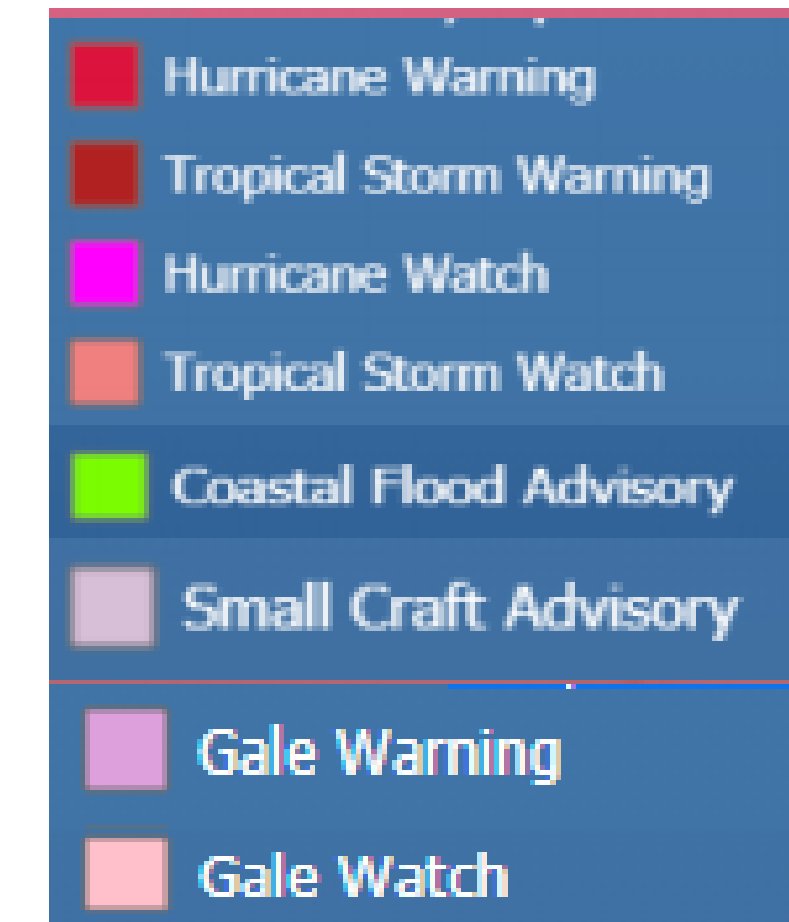 Hurricane Warning
Tropical Storm Warning
Hurricane Watch
Tropical Storm Watch
Coastal Flood Advisory
Small Craft Advisory
Gale Warning
Gale Watch